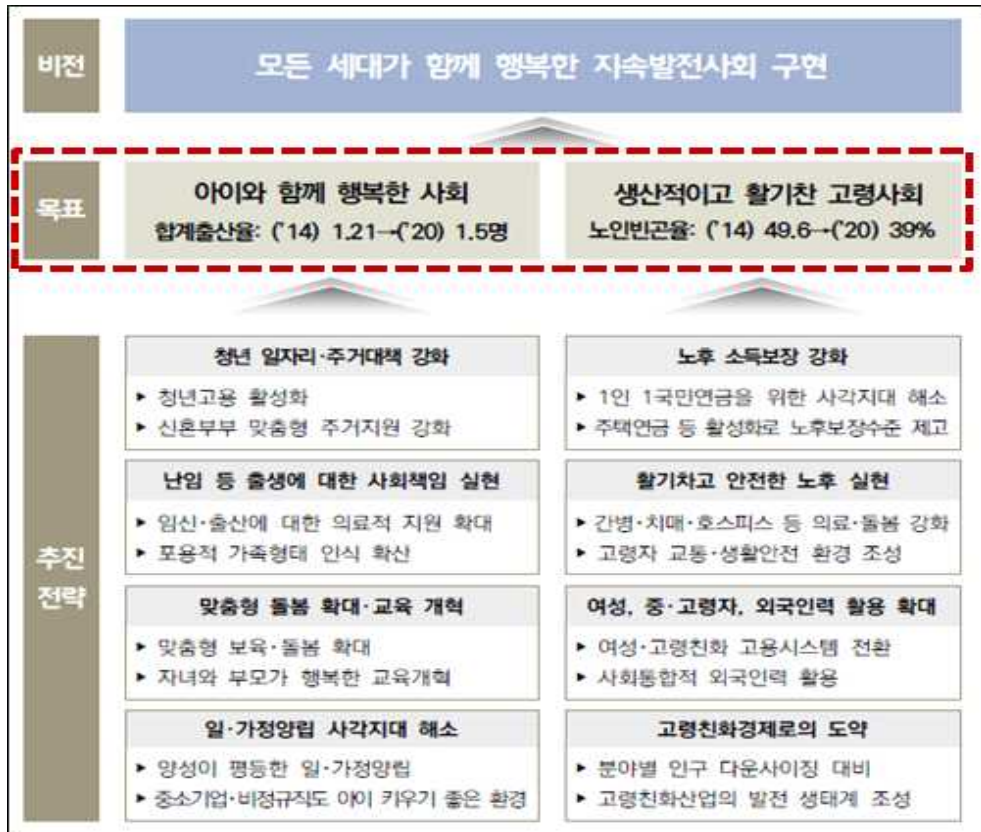 비전
모든 세대가 함께 행복한 지속발전사회 구현
목표
아이와 함께 행복한 사회
합계출산율: (`14) 1.21→(`20) 1.5명
생산적이고 활기찬 고령사회
노인빈곤율: (`14) 49.6→(`20) 39%
추진
전략
청년 일자리·주거대책 강화
▸ 청년고용 활성화
▸ 신혼부부 맞춤형 주거지원 강화
난임 등 출생에 대한 사회책임 실현
▸ 임신·출산에 대한 의료적 지원 확대
▸ 포용적 가족형태 인식 확산
맞춤형 돌봄 확대·교육 개혁
▸ 맞춤형 보육·돌봄 확대
▸ 자녀와 부모가 행복한 교육개혁
일·가정양립 사각지대 해소
▸ 양성이 평등한 일·가정양립
▸ 중소기업·비정규직도 아이 키우기 좋은 환경
노후 소득보장 강화
▸ 1인 1국민연금을 위한 사각지대 해소
▸ 주택연금 등 활성화로 노후보장수준 제고
활기차고 안전한 노후 실현
▸ 간병·치매·호스피스 등 의료·돌봄 강화
▸ 고령자 교통·생활안전 환경 조성
여성, 중·고령자, 외국인력 활용 확대
▸ 여성·고령친화 고용시스템 전환
▸ 사회통합적 외국인력 활용
고령친화경제로의 도약
▸ 분야별 인구 다운사이징 대비
▸ 고령친화산업의 발전 생태계 조성